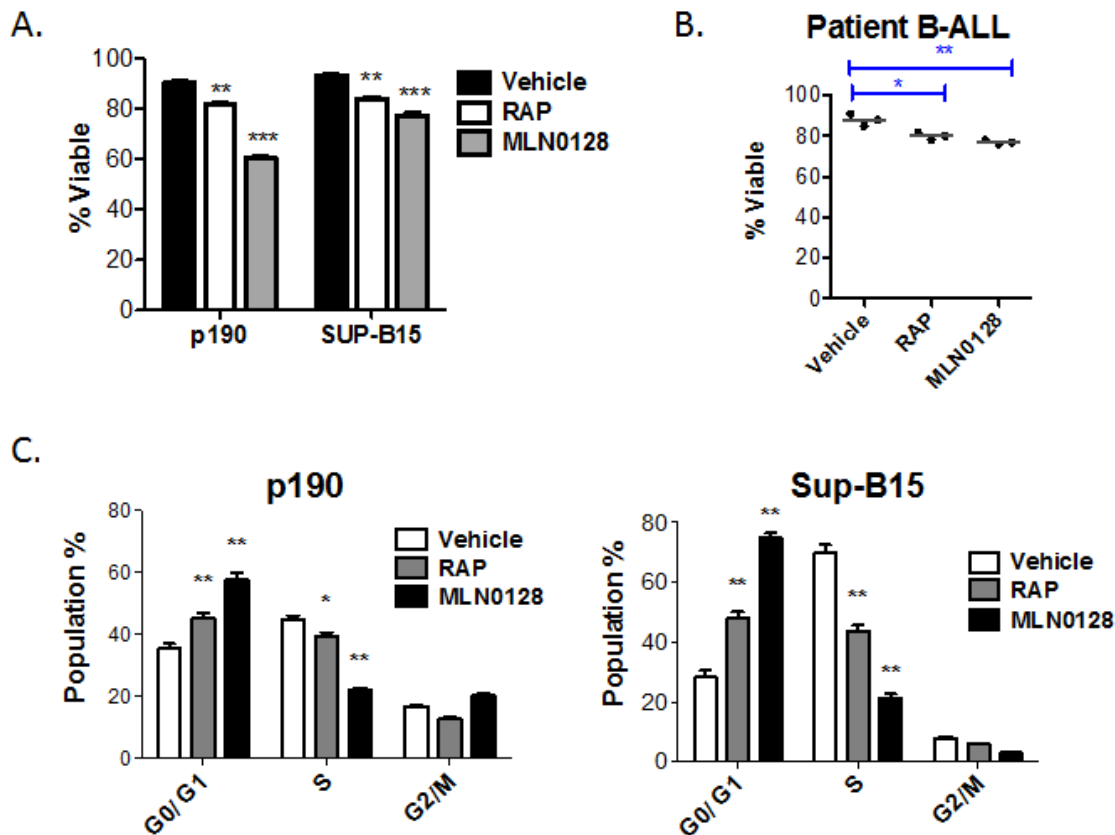 A.
100
80
60
40
20
0
% Viable
**
***
**
***
p190
SUP-B15
Vehicle
RAP
MLN0128
B.
Patient B-ALL
**
*
100
80
60
40
20
0
% Viable
Vehicle
RAP
MLN0128
C.
p190
80
60
40
20
0
Population %
**
**
*
**
G0/ G1
S
G2/M
Vehicle
RAP
MLN0128
Sup-B15
80
60
40
20
0
Population %
**
**
**
**
G0/ G1
S
G2/M
Vehicle
RAP
MLN0128